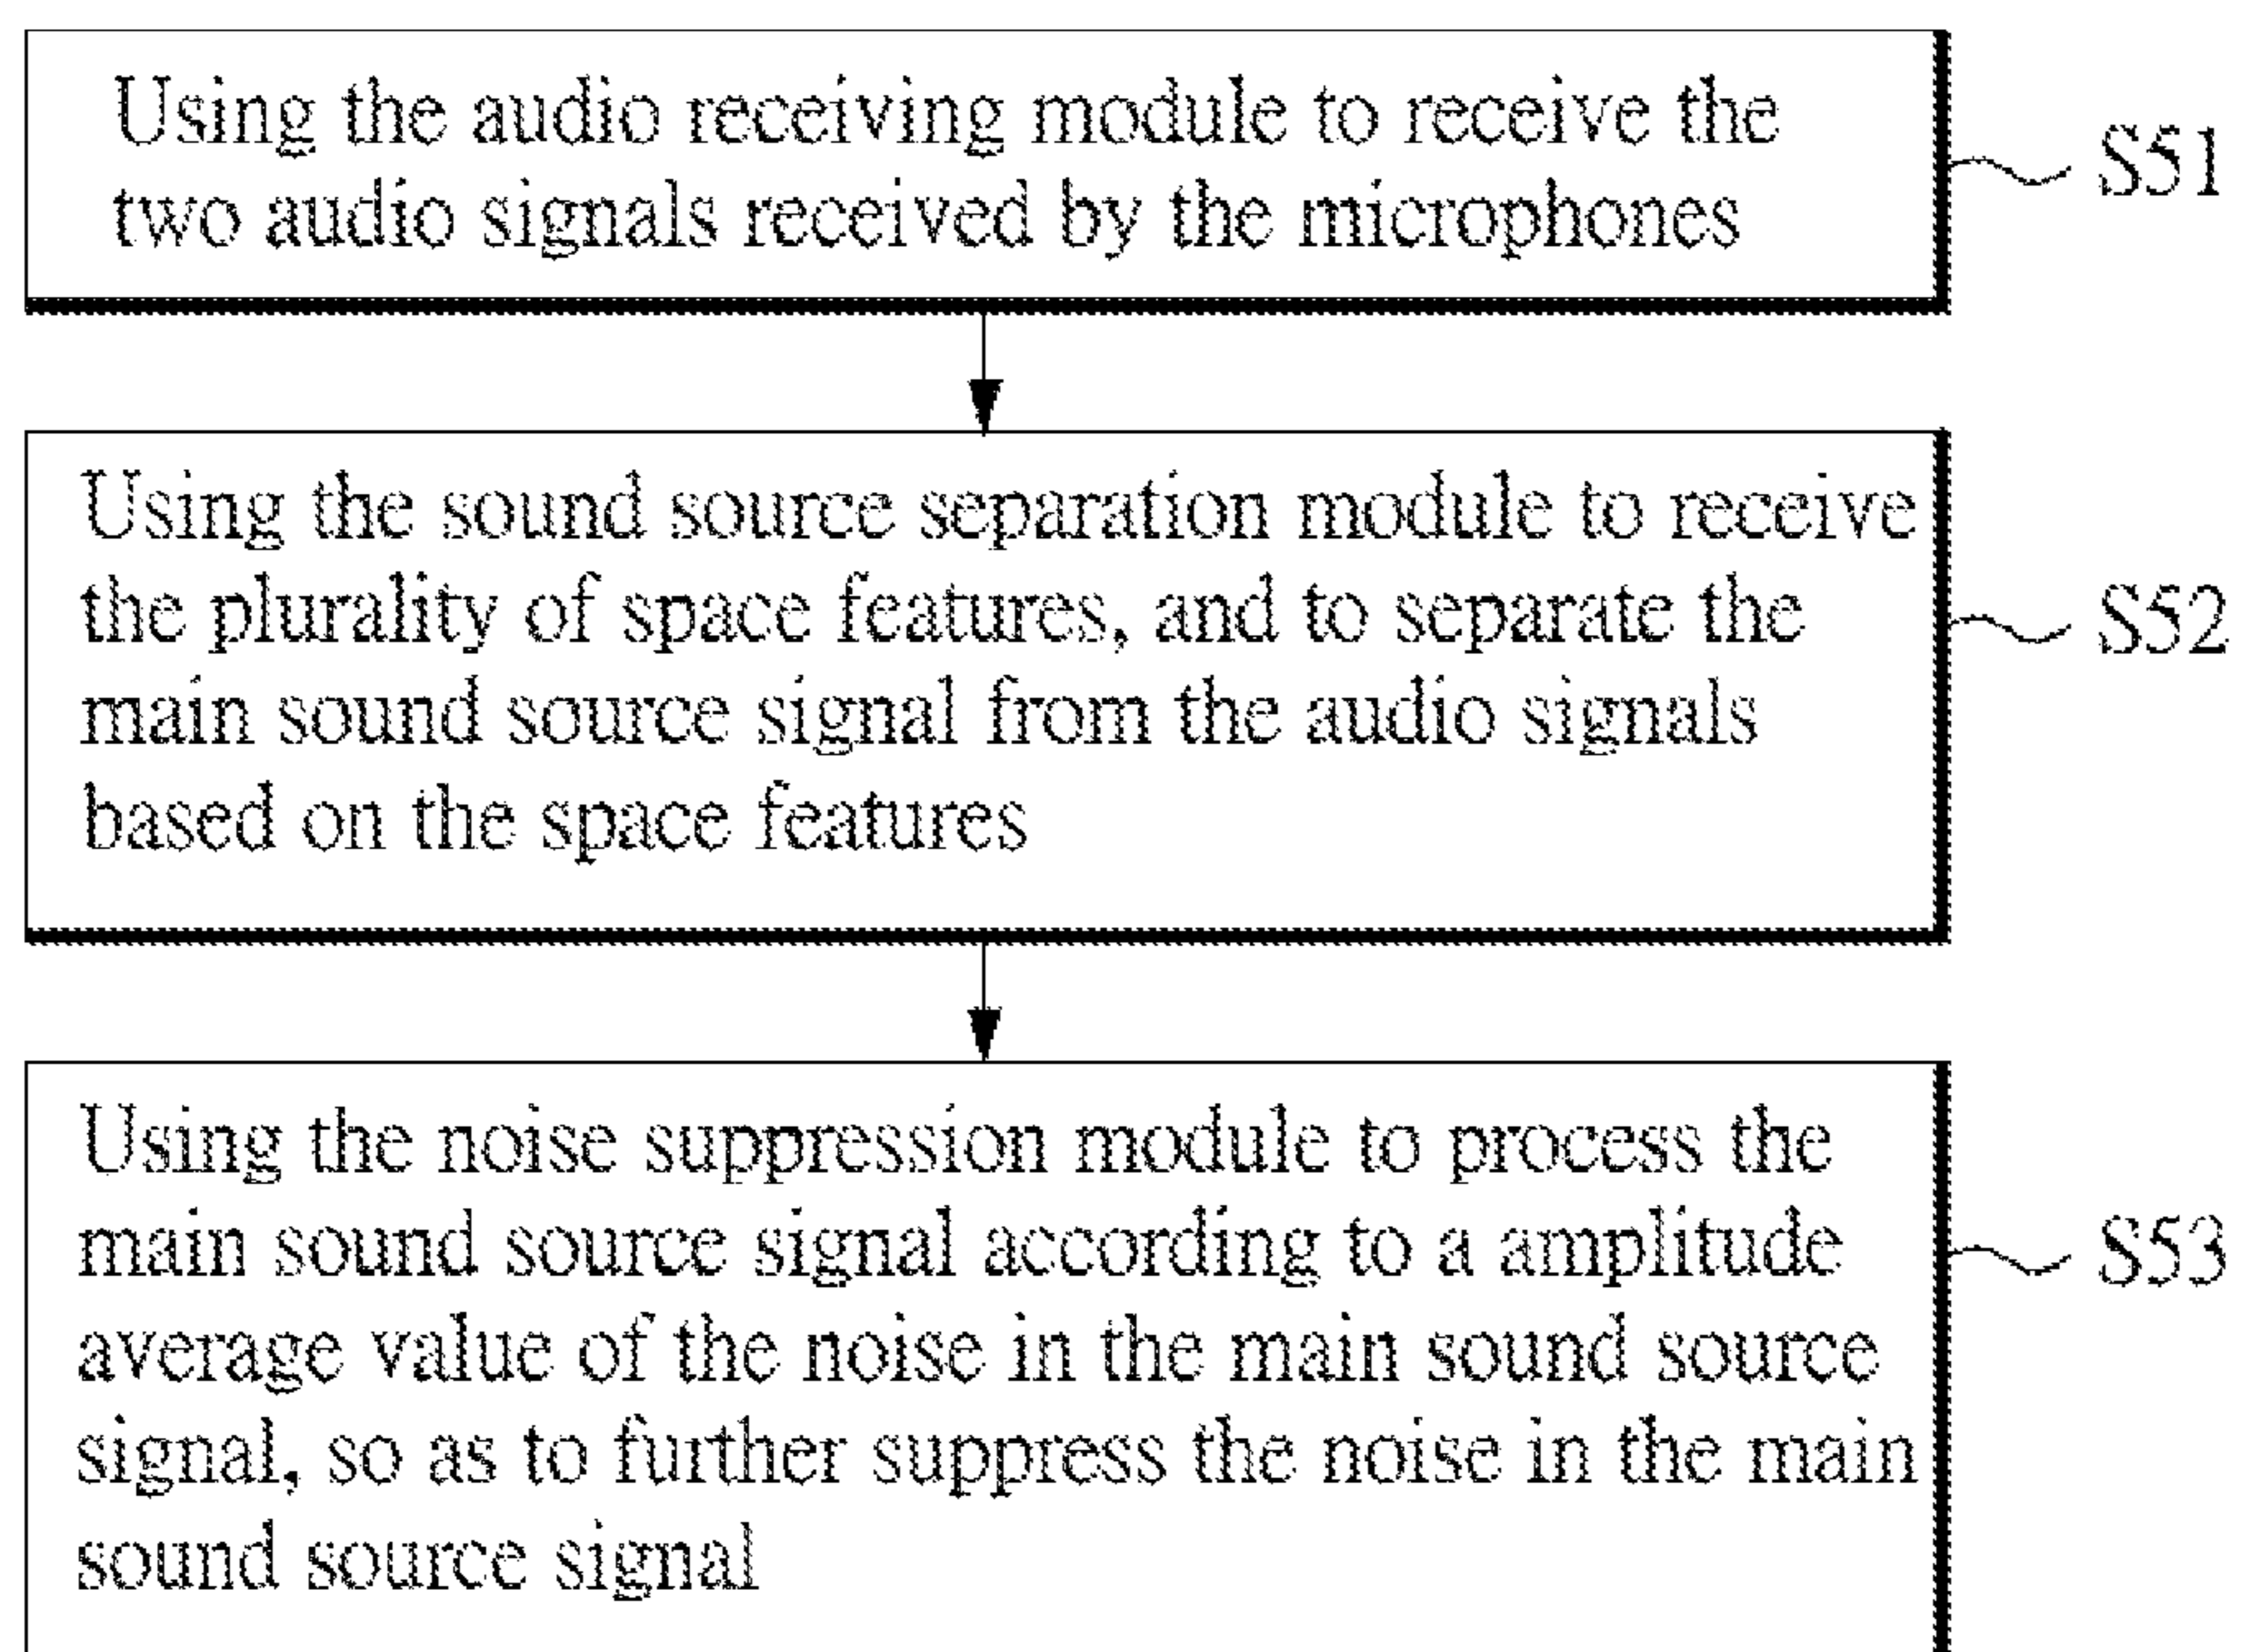 Using the audio receiving module to receive the
two audio signals received by the microphones
S51
Using the sound source separation module to receive
the plurality of space features, and to separate the
main sound source signal from the audio signals
based on the space features
S52
Using the noise suppression module to process the
main sound source signal according to a amplitude
average value of the noise in the main sound source
signal, so as to further suppress the noise in the main
sound source signal
S53